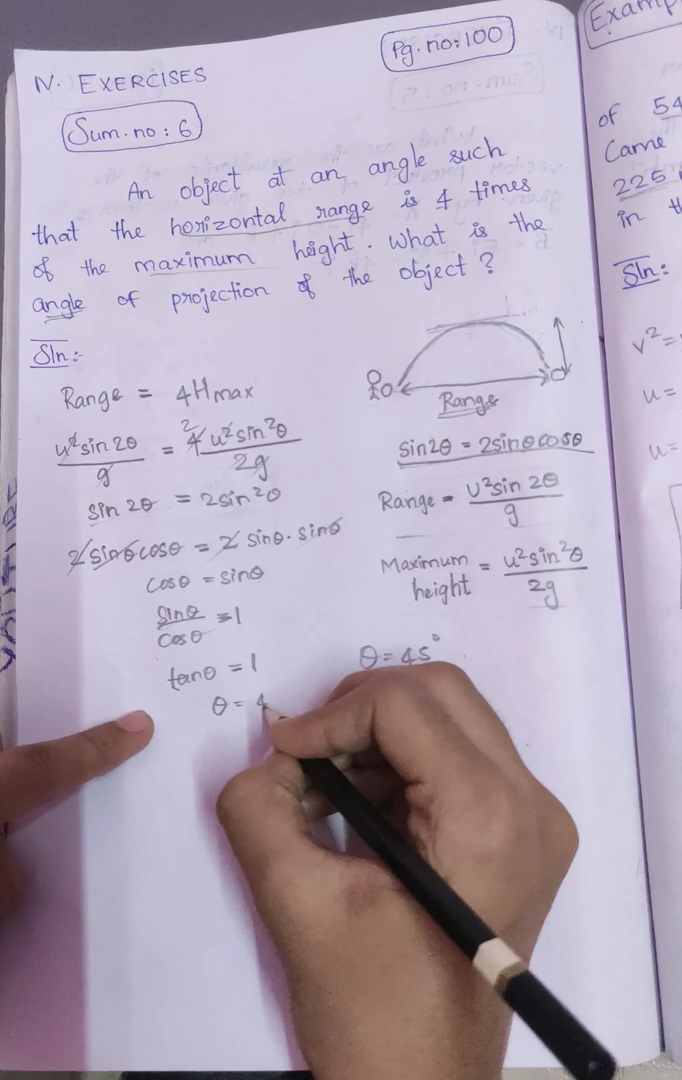 IV. EXERCISES
Pg. no: 100
Sum. no : 6
An object at an angle such
that the horizontal range is 4 times
of the maximum height. What is the
angle of projection of the object ?
Sln:-
Range = 4Hmax
u²sin 2θ / g = 4 u²sin²θ / 2g
2
sin 2θ = 2sin²θ
2 sinθ cosθ = 2 sinθ. sinθ
cosθ = sinθ
sinθ / cosθ = 1
tanθ = 1
θ = 4
Range
sin2θ = 2sinθcosθ
Range = U²sin 2θ / g
Maximum height = u²sin²θ / 2g
θ = 45°
Examp
of 54
Came
225
in th
Sln:
v² =
u =
u =